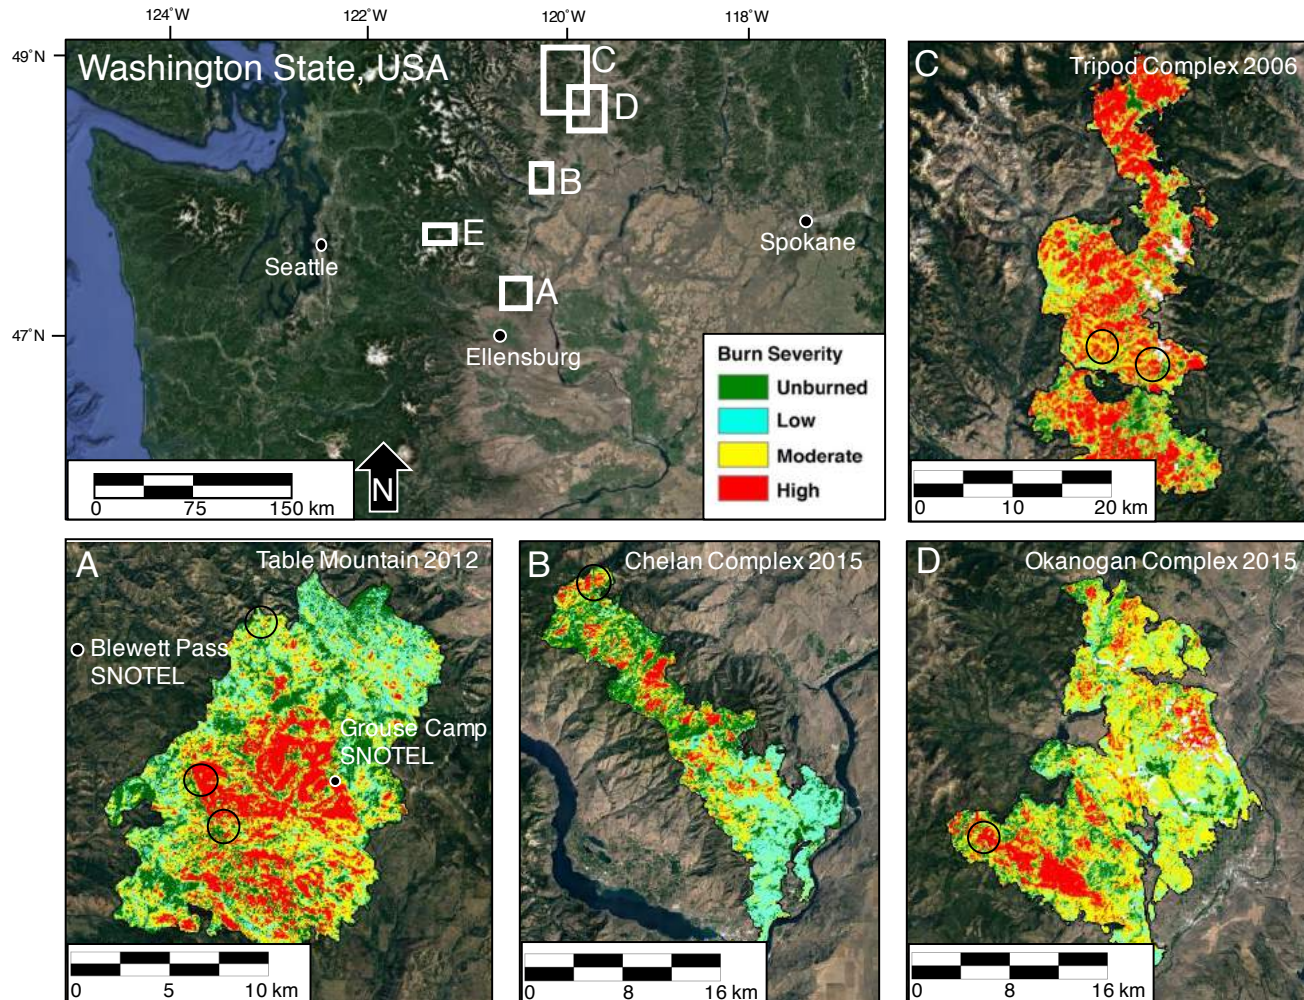 124°W
122°W
120°W
118°W
49°N
47°N
Washington State, USA
C
D
B
E
A
Seattle
Spokane
Ellensburg
Burn Severity
Unburned
Low
Moderate
High
0 75 150 km
N
C
Tripod Complex 2006
0 10 20 km
A
Table Mountain 2012
Blewett Pass
SNOTEL
Grouse Camp
SNOTEL
0 5 10 km
B
Chelan Complex 2015
0 8 16 km
D
Okanogan Complex 2015
0 8 16 km